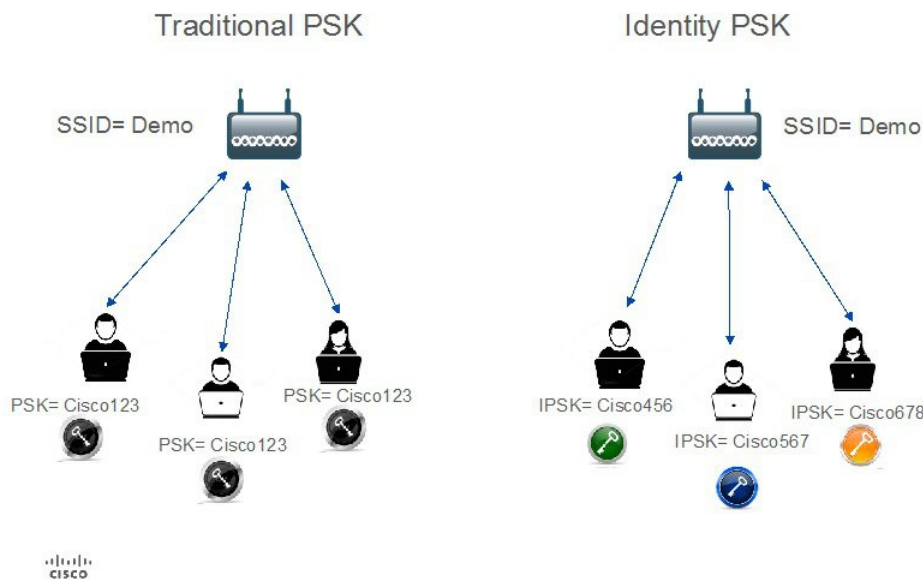 Traditional PSK
Identity PSK
SSID= Demo
SSID= Demo
PSK= Cisco123
PSK= Cisco123
PSK= Cisco123
IPSK= Cisco456
IPSK= Cisco567
IPSK= Cisco678
CISCO